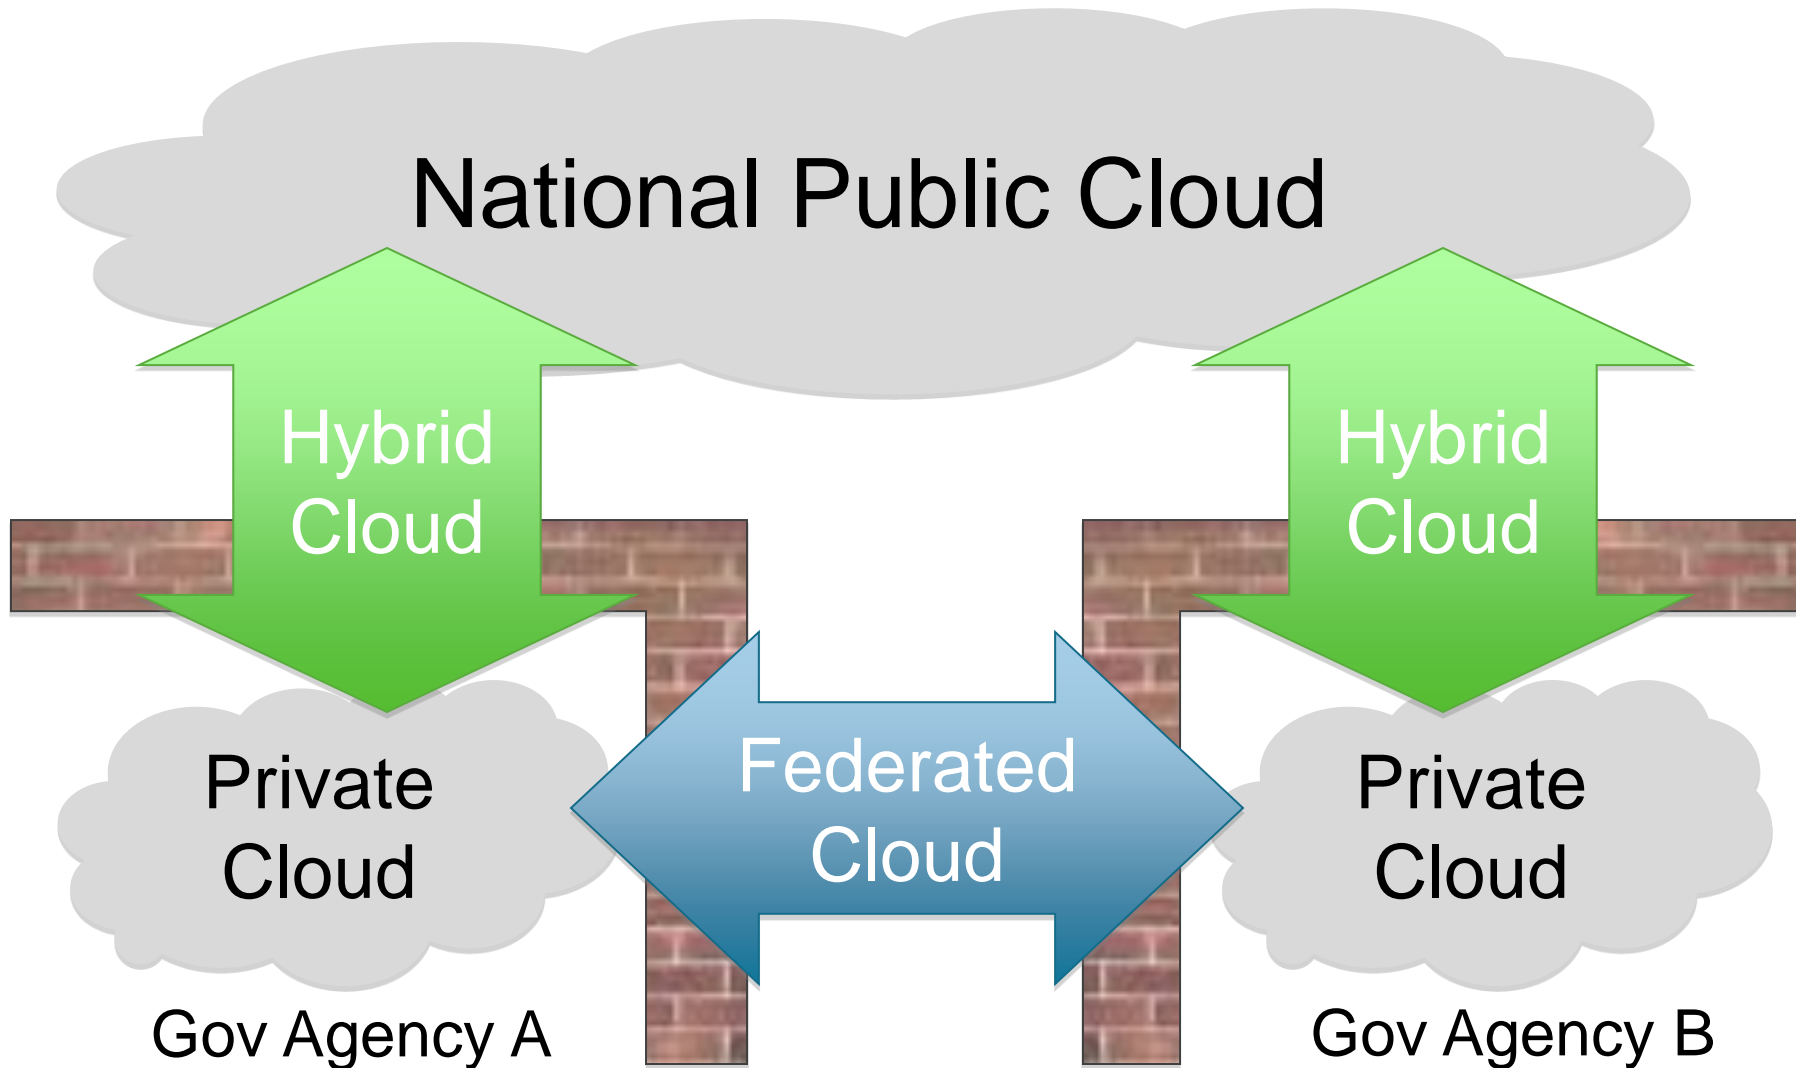 National Public Cloud
Hybrid
Cloud
Hybrid
Cloud
Private
Cloud
Federated
Cloud
Private
Cloud
Gov Agency A
Gov Agency B